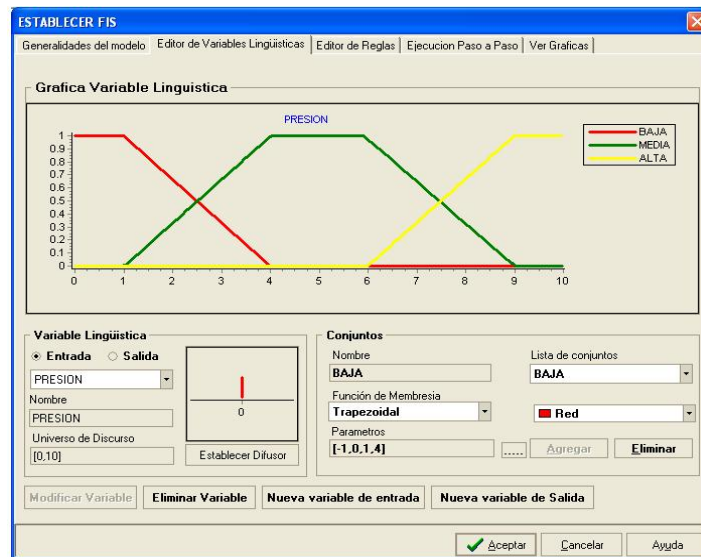 ESTABLECER FIS
Generalidades del modelo Editor de Variables Lingüisticas Editor de Reglas Ejecucion Paso a Paso Ver Graficas
Grafica Variable Linguistica
PRESION
1
0.9
0.8
0.7
0.6
0.5
0.4
0.3
0.2
0.1
0
0 1 2 3 4 5 6 7 8 9 10
BAJA
MEDIA
ALTA
Variable Lingüistica
Entrada Salida
PRESION
Nombre
PRESION
Universo de Discurso
[0,10]
0
Establecer Difusor
Conjuntos
Nombre
BAJA
Lista de conjuntos
BAJA
Función de Membresia
Trapezoidal
Red
Parametros
[-1,0,1,4]
.....
Agregar
Eliminar
Modificar Variable
Eliminar Variable
Nueva variable de entrada
Nueva variable de Salida
Aceptar
Cancelar
Ayuda